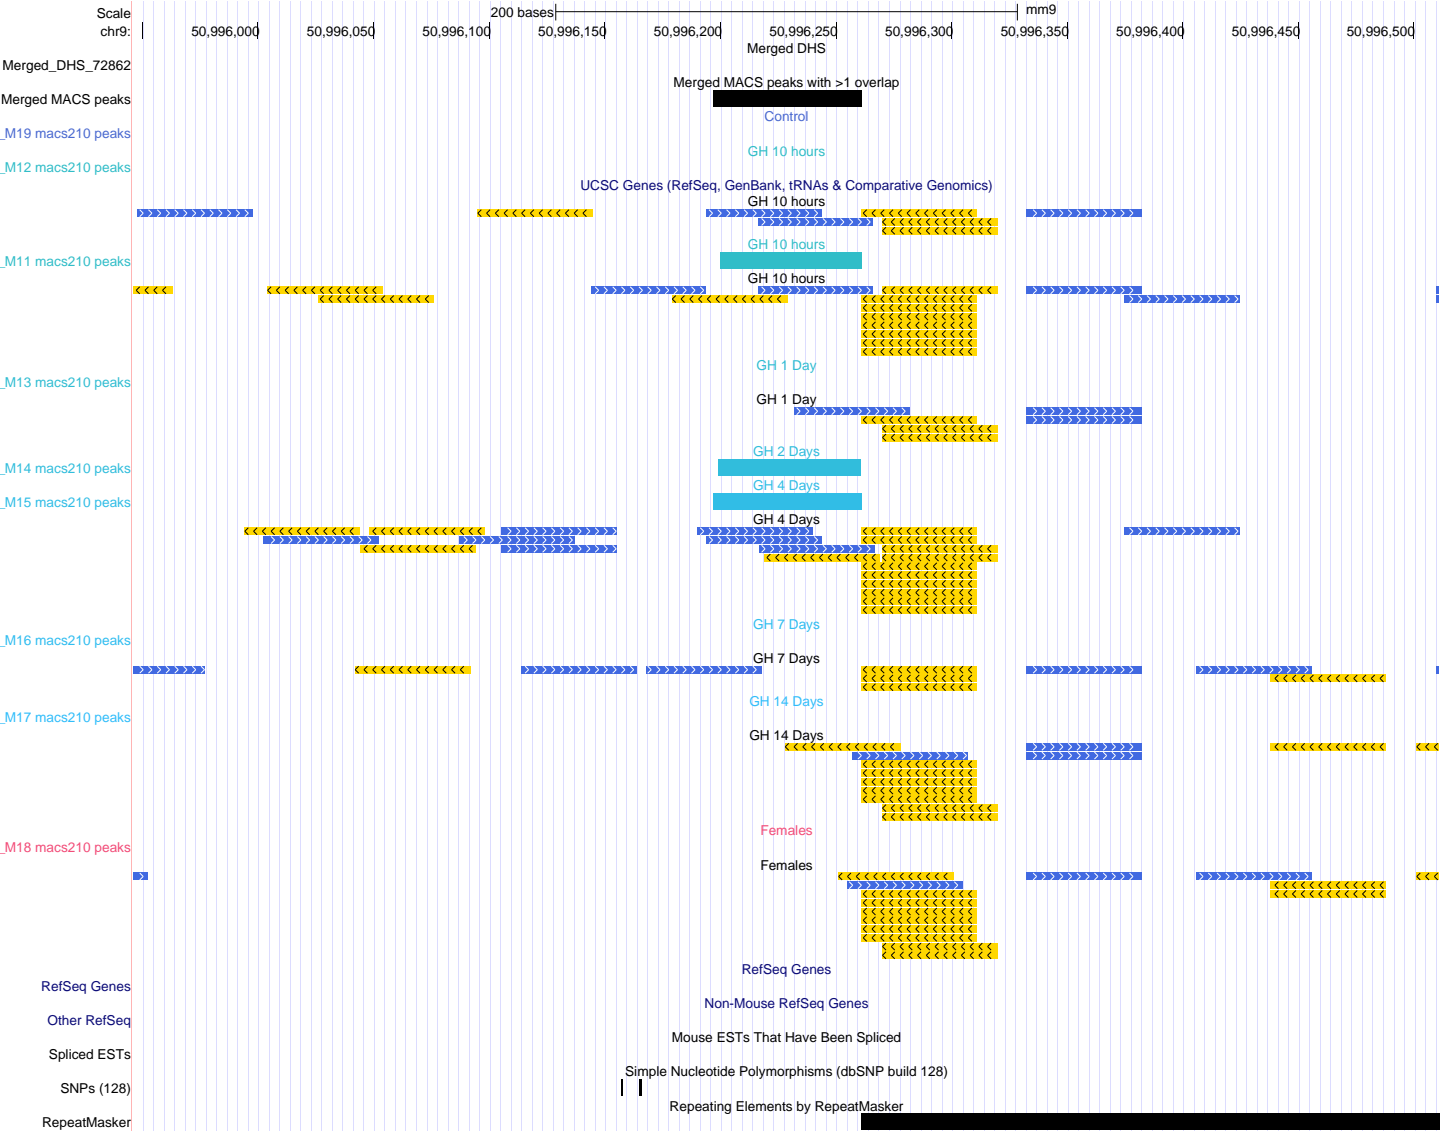 Scale 200 bases mm9
chr9: 50,996,000 50,996,050 50,996,100 50,996,150 50,996,200 50,996,250 50,996,300 50,996,350 50,996,400 50,996,450 50,996,500
Merged DHS
Merged_DHS_72862
Merged MACS peaks with >1 overlap
Merged MACS peaks
Control
_M19 macs210 peaks
GH 10 hours
_M12 macs210 peaks
UCSC Genes (RefSeq, GenBank, tRNAs & Comparative Genomics)
GH 10 hours
GH 10 hours
_M11 macs210 peaks
GH 10 hours
GH 1 Day
_M13 macs210 peaks
GH 1 Day
GH 2 Days
_M14 macs210 peaks
GH 4 Days
_M15 macs210 peaks
GH 4 Days
GH 7 Days
_M16 macs210 peaks
GH 7 Days
GH 14 Days
_M17 macs210 peaks
GH 14 Days
Females
_M18 macs210 peaks
Females
RefSeq Genes
RefSeq Genes
Non-Mouse RefSeq Genes
Other RefSeq
Mouse ESTs That Have Been Spliced
Spliced ESTs
Simple Nucleotide Polymorphisms (dbSNP build 128)
SNPs (128)
Repeating Elements by RepeatMasker
RepeatMasker